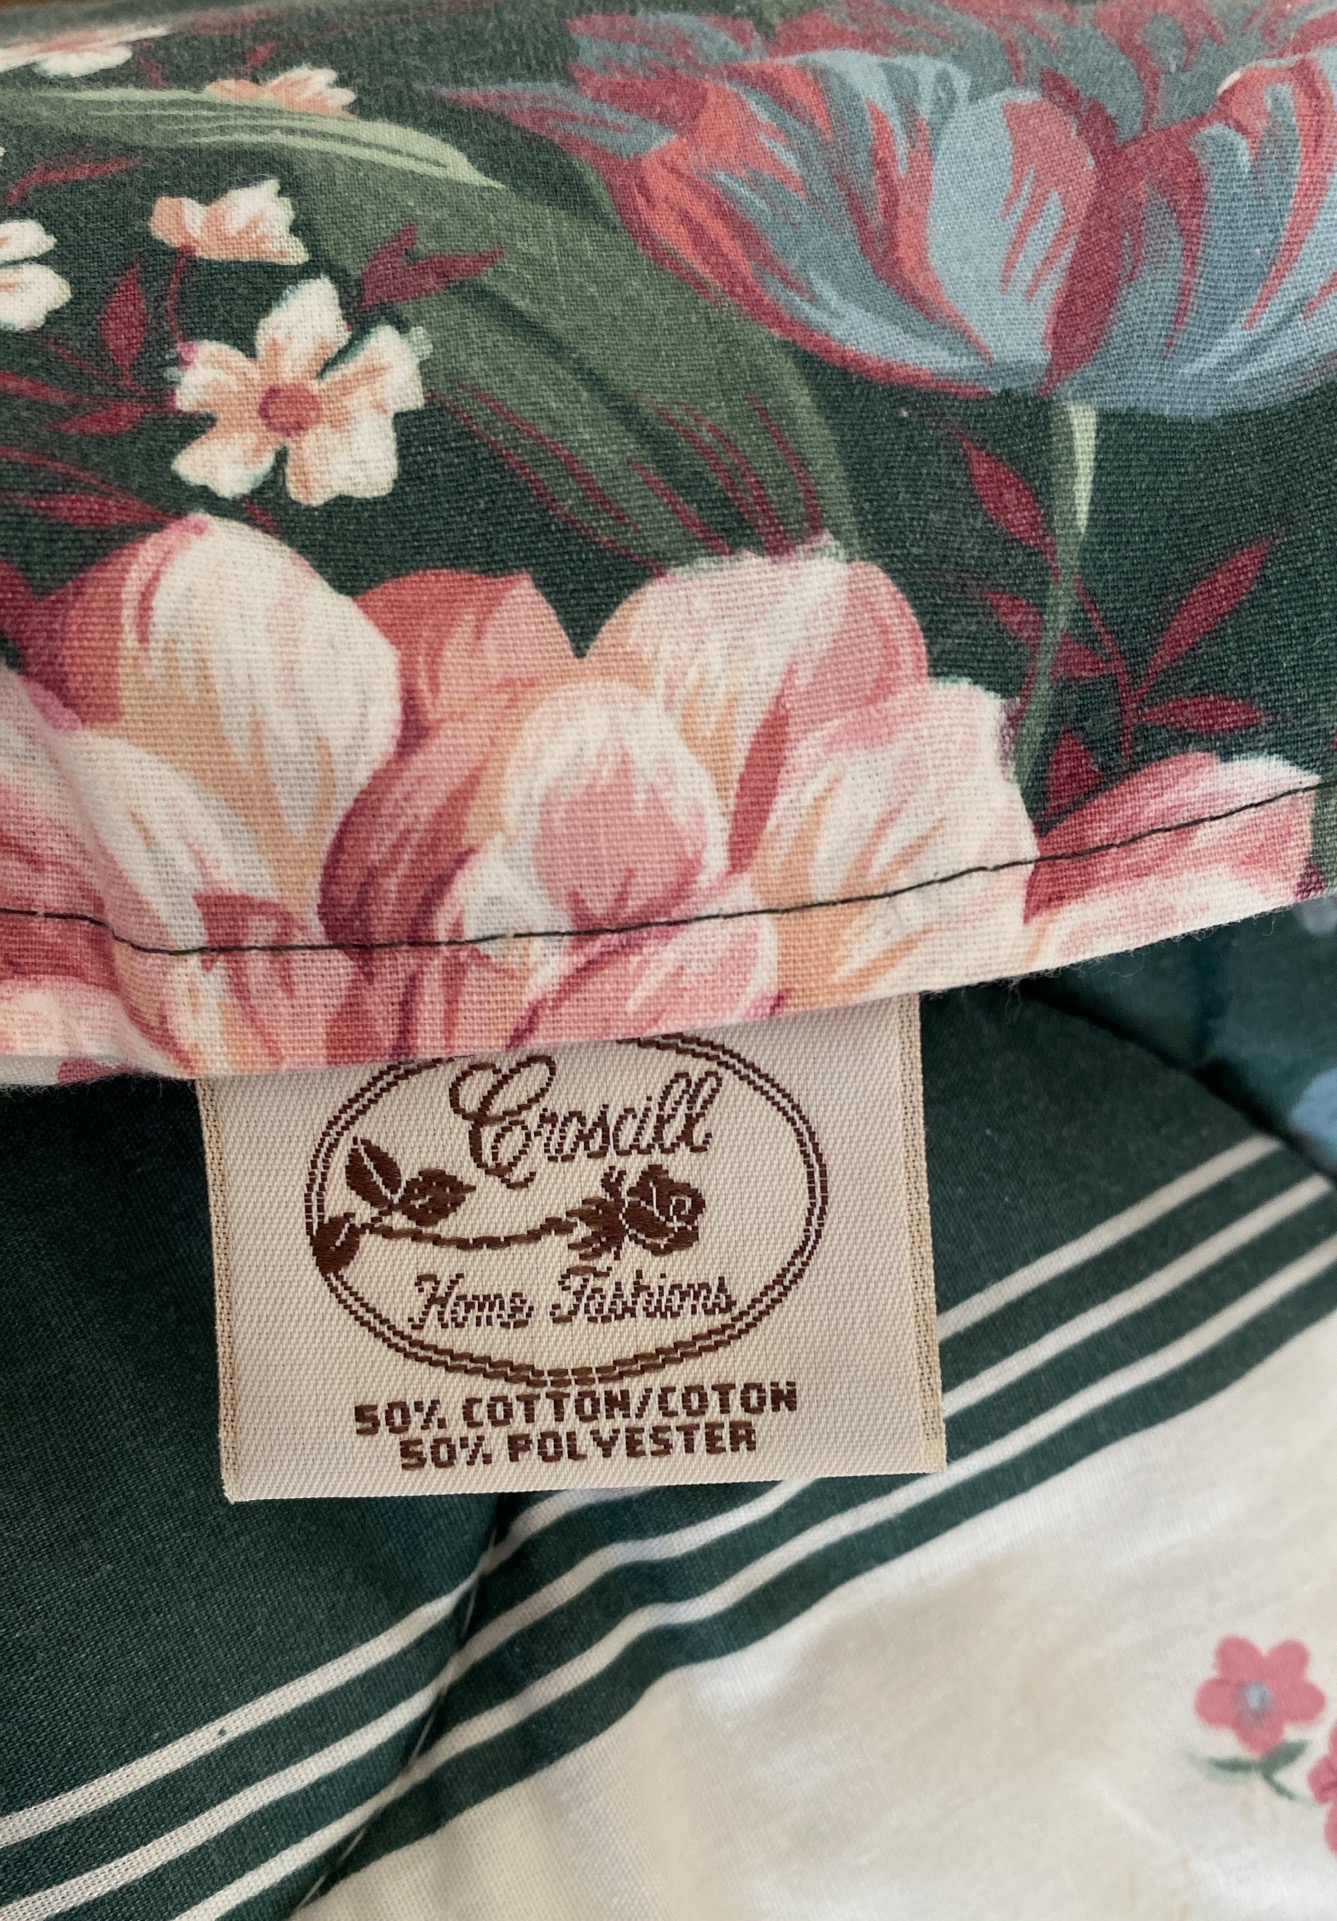 Croscill
Home Fashions
50% COTTON/COTON
50% POLYESTER